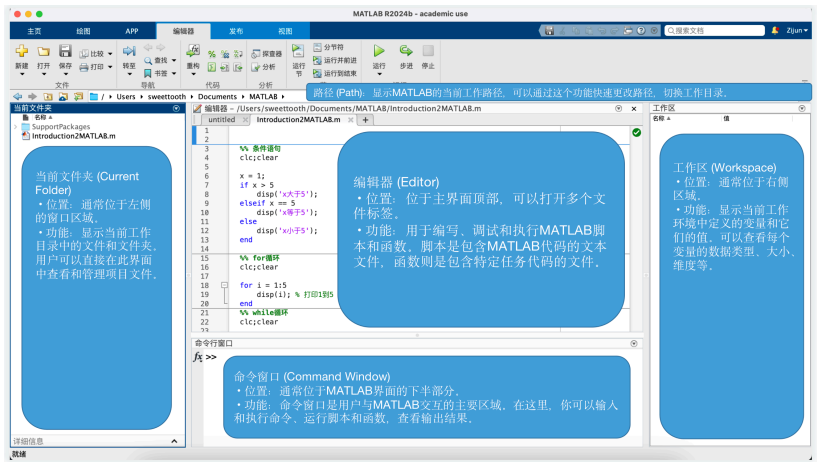 MATLAB R2024b - academic use
主页 绘图 APP 编辑器 发布 视图
搜索文档
Zijun
新建 打开 保存 比较 打印 转至 查找 书签 重构 探查器 分析 运行节 分节符 运行并前进 运行到结束 运行 步进 停止
文件 导航 代码 分析
路径 (Path)：显示MATLAB的当前工作路径，可以通过这个功能快速更改路径，切换工作目录。
/ Users sweettooth Documents MATLAB
当前文件夹
名称
SupportPackages
Introduction2MATLAB.m
当前文件夹 (Current
Folder)
・位置：通常位于左侧
的窗口区域。
・功能：显示当前工作
目录中的文件和文件夹。
用户可以直接在此界面
中查看和管理项目文件。
详细信息
就绪
编辑器 - /Users/sweettooth/Documents/MATLAB/Introduction2MATLAB.m
untitled Introduction2MATLAB.m
1
2
3 %% 条件语句
4 clc;clear
5
6 x = 1;
7 if x > 5
8 disp('x大于5');
9 elseif x == 5
10 disp('x等于5');
11 else
12 disp('x小于5');
13 end
14
15 %% for循环
16 clc;clear
17
18 for i = 1:5
19 disp(i); % 打印1到5
20 end
21 %% while循环
22 clc;clear
23
编辑器 (Editor)
・位置：位于主界面顶部，可以打开多个文
件标签。
・功能：用于编写、调试和执行MATLAB脚
本和函数。脚本是包含MATLAB代码的文本
文件，函数则是包含特定任务代码的文件。
命令行窗口
fx >>
命令窗口 (Command Window)
・位置：通常位于MATLAB界面的下半部分。
・功能：命令窗口是用户与MATLAB交互的主要区域。在这里，你可以输入
和执行命令、运行脚本和函数，查看输出结果。
工作区
名称 值
工作区 (Workspace)
・位置：通常位于右侧
区域。
・功能：显示当前工作
环境中定义的变量和它
们的值。可以查看每个
变量的数据类型、大小、
维度等。